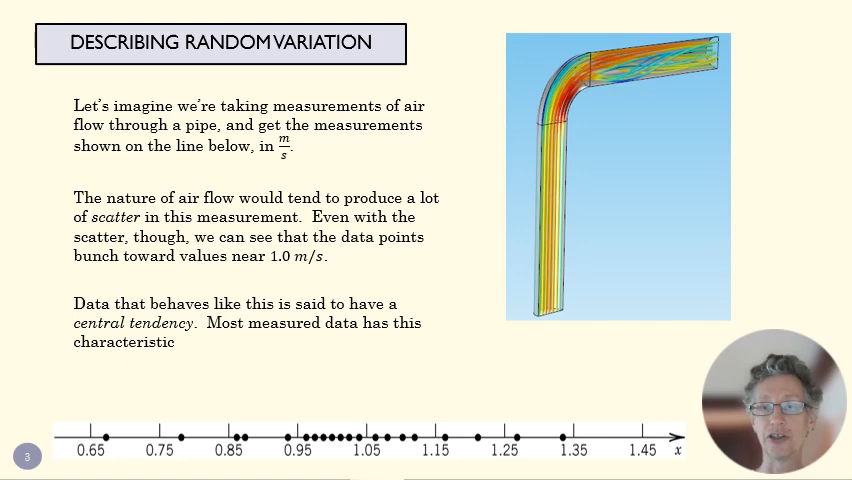 DESCRIBING RANDOM VARIATION
Let's imagine we're taking measurements of air
flow through a pipe, and get the measurements
shown on the line below, in m/s.
The nature of air flow would tend to produce a lot
of scatter in this measurement. Even with the
scatter, though, we can see that the data points
bunch toward values near 1.0 m/s.
Data that behaves like this is said to have a
central tendency. Most measured data has this
characteristic
0.65 0.75 0.85 0.95 1.05 1.15 1.25 1.35 1.45 x
3